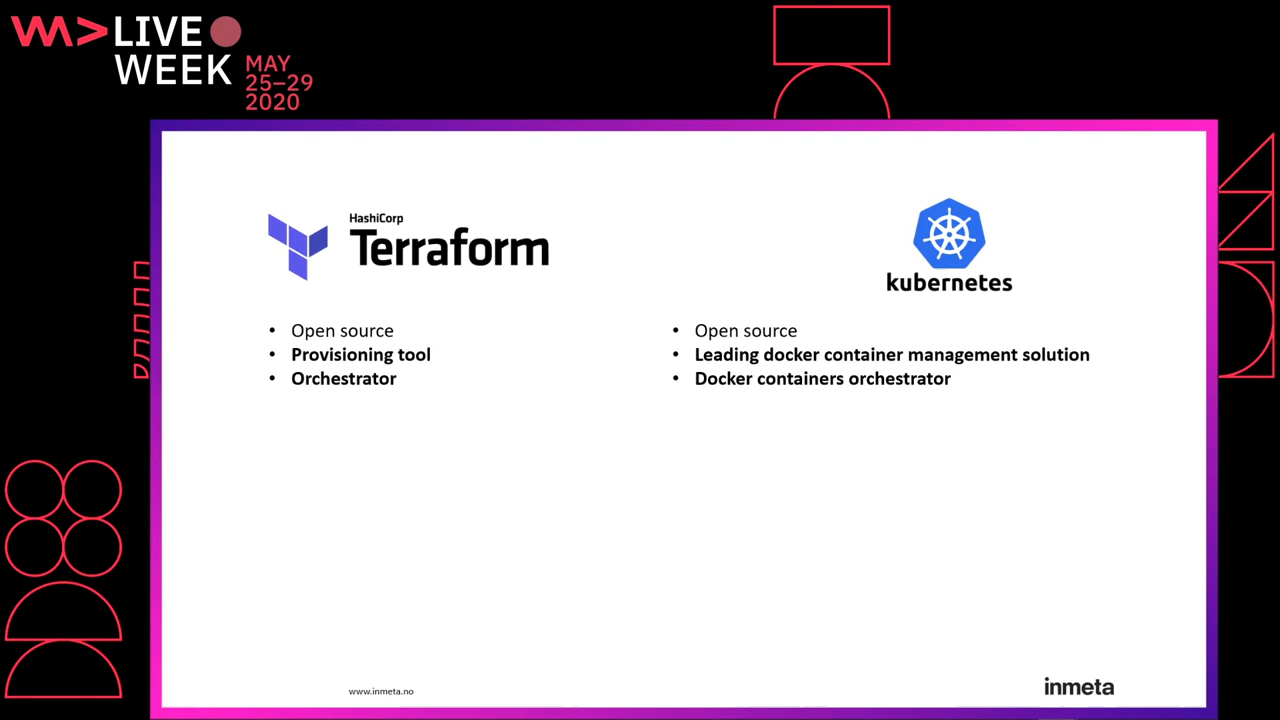 LIVE
WEEK
MAY
25–29
2020
HashiCorp
Terraform
kubernetes
• Open source
• Provisioning tool
• Orchestrator
• Open source
• Leading docker container management solution
• Docker containers orchestrator
www.inmeta.no
inmeta